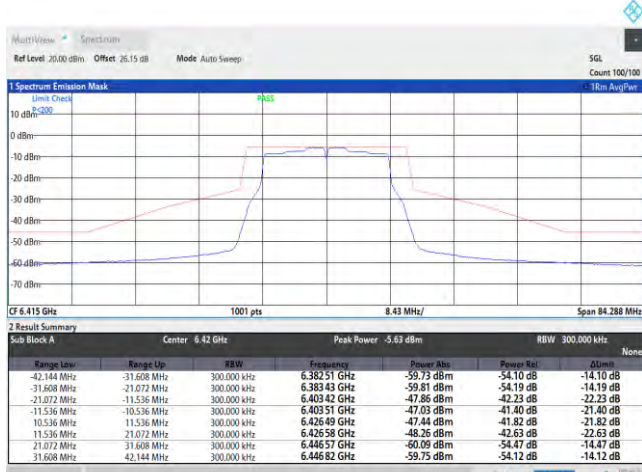 MultiView Spectrum
Ref Level 20.00 dBm Offset 26.15 dB Mode Auto Sweep SGL
Count 100/100
1 Spectrum Emission Mask 1Rm AvgPwr
Limit Check PASS
P<200
10 dBm
0 dBm
-10 dBm
-20 dBm
-30 dBm
-40 dBm
-50 dBm
-60 dBm
-70 dBm
CF 6.415 GHz 1001 pts 8.43 MHz/ Span 84.288 MHz
2 Result Summary
Sub Block A Center 6.42 GHz Peak Power -5.63 dBm RBW 300.000 kHz
None
Range Low Range Up RBW Frequency Power Abs Power Rel ΔLimit
-42.144 MHz -31.608 MHz 300.000 kHz 6.38251 GHz -59.73 dBm -54.10 dB -14.10 dB
-31.608 MHz -21.072 MHz 300.000 kHz 6.38343 GHz -59.81 dBm -54.19 dB -14.19 dB
-21.072 MHz -11.536 MHz 300.000 kHz 6.40342 GHz -47.86 dBm -42.23 dB -22.23 dB
-11.536 MHz -10.536 MHz 300.000 kHz 6.40351 GHz -47.03 dBm -41.40 dB -21.40 dB
10.536 MHz 11.536 MHz 300.000 kHz 6.42649 GHz -47.44 dBm -41.82 dB -21.82 dB
11.536 MHz 21.072 MHz 300.000 kHz 6.42658 GHz -48.26 dBm -42.63 dB -22.63 dB
21.072 MHz 31.608 MHz 300.000 kHz 6.44657 GHz -60.09 dBm -54.47 dB -14.47 dB
31.608 MHz 42.144 MHz 300.000 kHz 6.44682 GHz -59.75 dBm -54.12 dB -14.12 dB